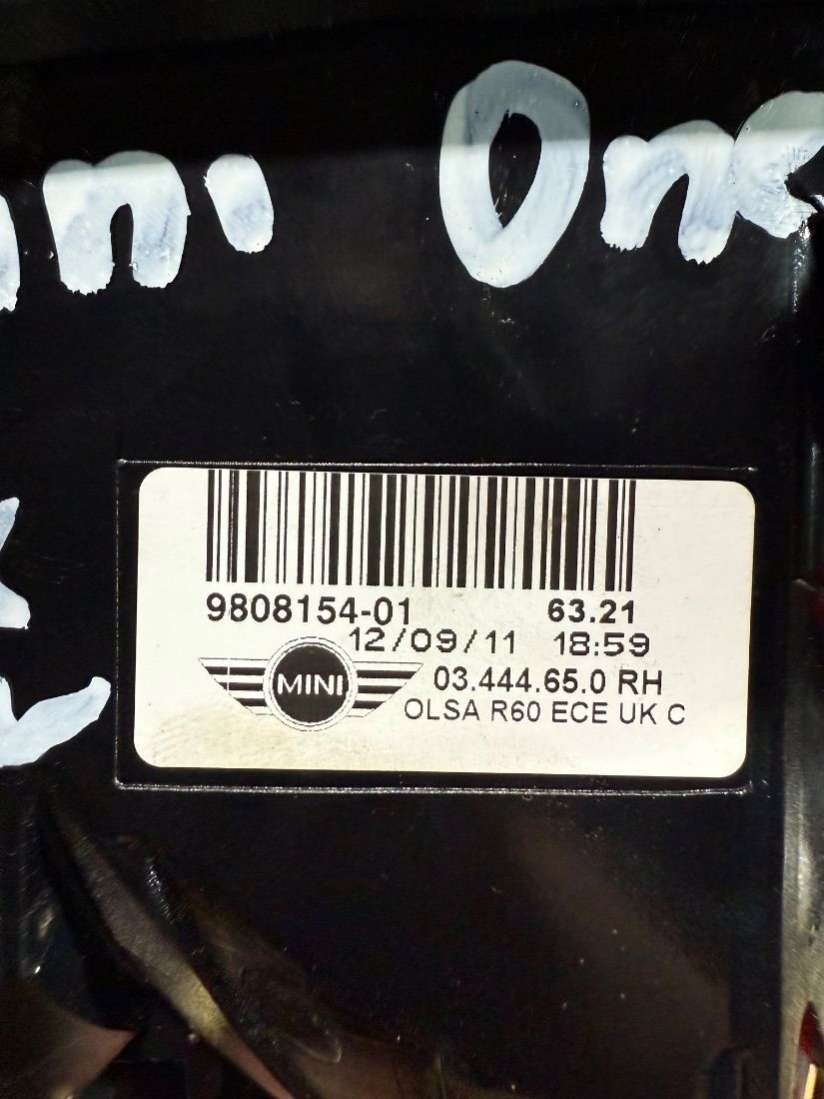 One
9808154-01 63.21
12/09/11 18:59
MINI
03.444.65.0 RH
OLSA R60 ECE UK C